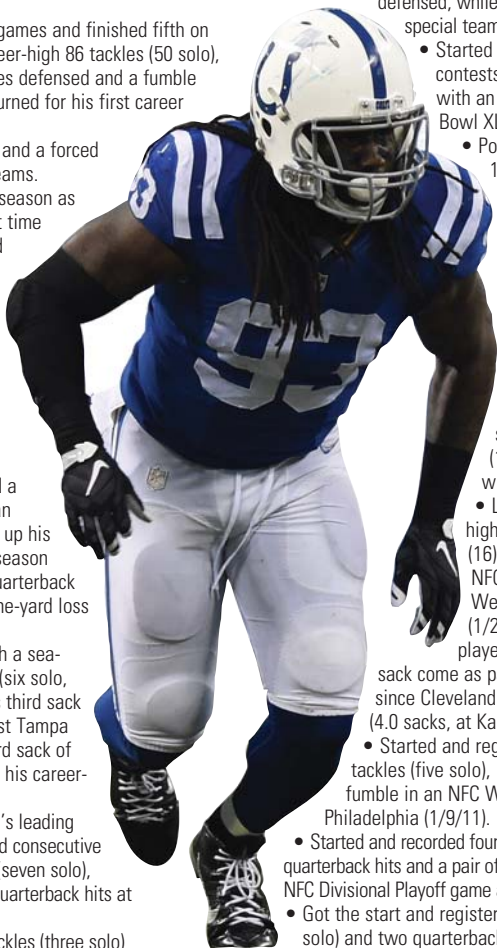 games and finished fifth on
eer-high 86 tackles (50 solo),
es defensed and a fumble
urned for his first career
and a forced
eams.
season as
t time
d a
up his
season
uarterback
ne-yard loss
h a sea-
(six solo,
s third sack
st Tampa
rd sack of
his career-
's leading
d consecutive
(seven solo),
quarterback hits at
ckles (three solo)
defensed, while
special team
• Started
contests
with an
Bowl XL
• Po
1
(1
w
• L
high
(16)
NFC
We
(1/2
playe
sack come as p
since Cleveland
(4.0 sacks, at Ka
• Started and reg
tackles (five solo),
fumble in an NFC W
Philadelphia (1/9/11).
• Started and recorded four
quarterback hits and a pair of
NFC Divisional Playoff game a
• Got the start and register
solo) and two quarterback
93
COLTS
NFL